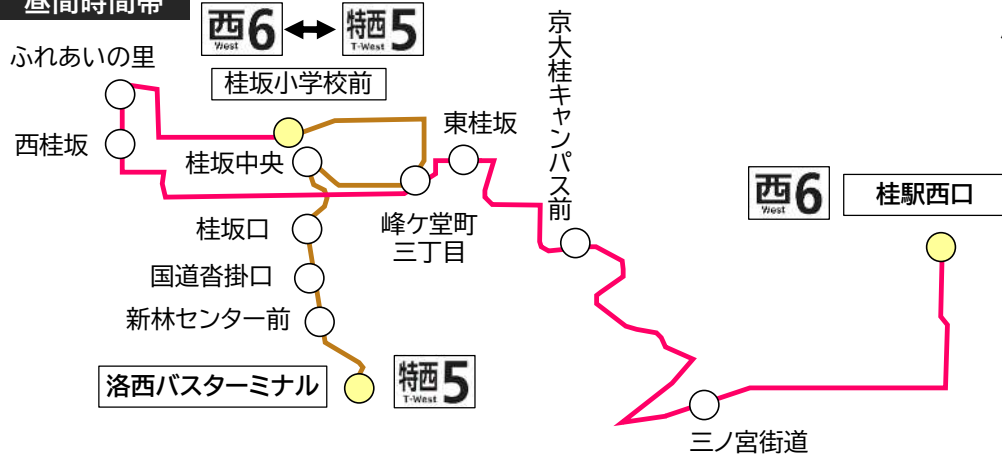 昼間時間帯
西6
West
特西5
T-West
ふれあいの里
桂坂小学校前
京大桂キャンパス前
東桂坂
西桂坂
桂坂中央
西6
West
桂駅西口
桂坂口
峰ケ堂町
三丁目
国道沓掛口
新林センター前
洛西バスターミナル
特西5
T-West
三ノ宮街道